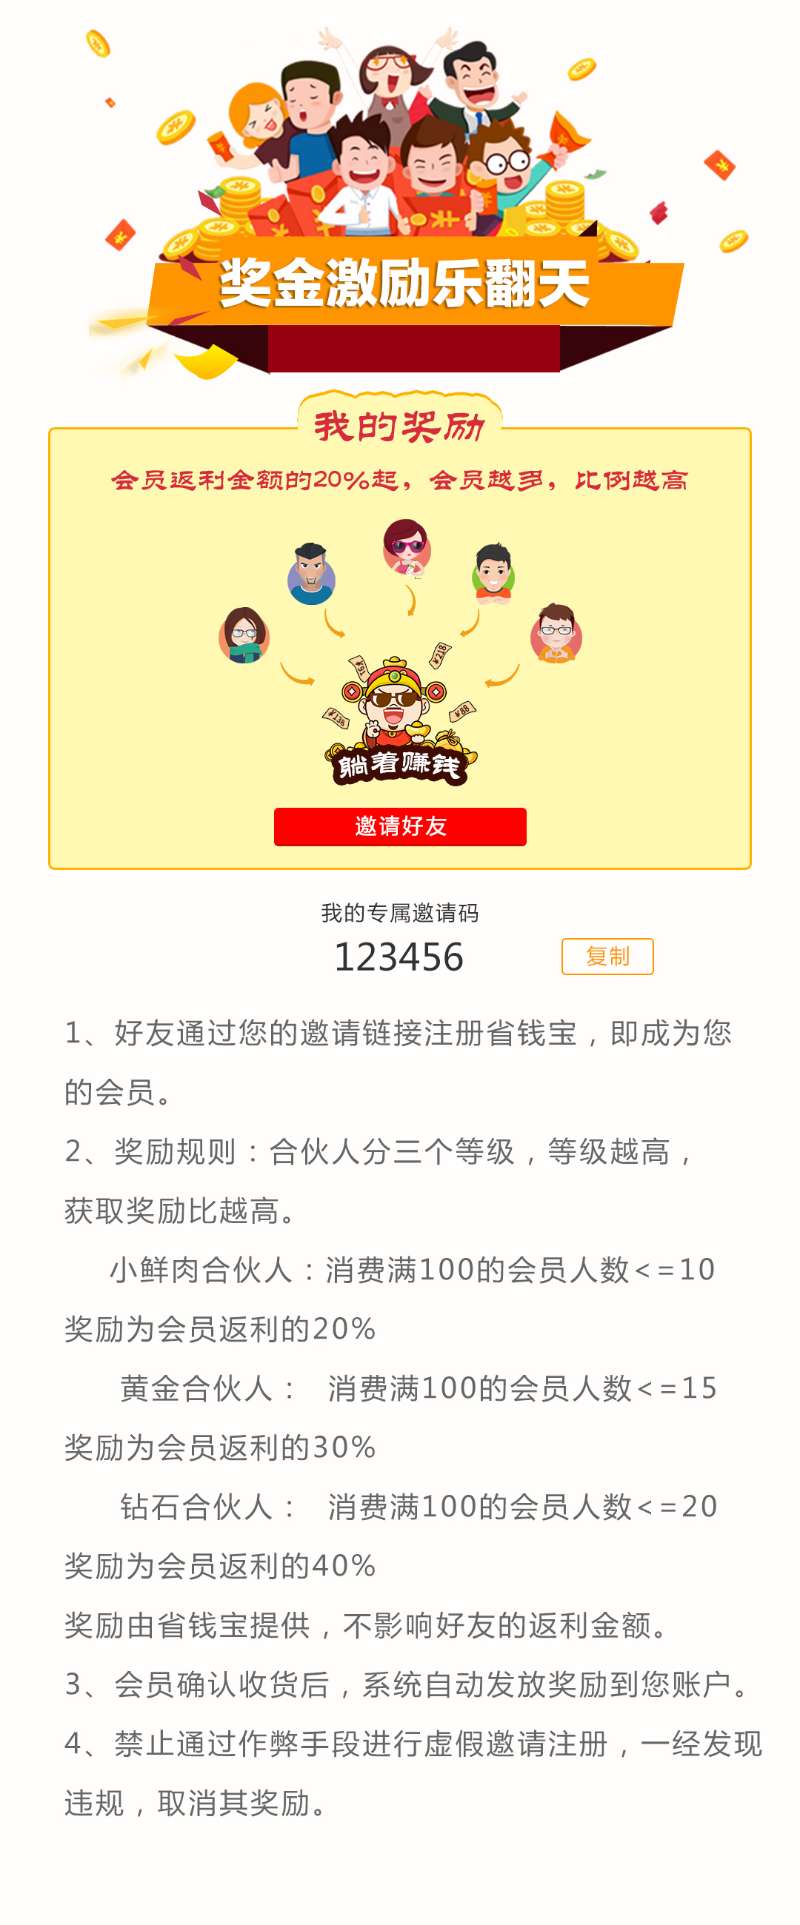 奖金激励乐翻天
我的奖励
会员返利金额的20%起，会员越多，比例越高
¥218
¥138
¥88
躺着赚钱
邀请好友
我的专属邀请码
123456
复制
1、好友通过您的邀请链接注册省钱宝，即成为您
的会员。
2、奖励规则：合伙人分三个等级，等级越高，
获取奖励比越高。
小鲜肉合伙人：消费满100的会员人数<=10
奖励为会员返利的20%
黄金合伙人： 消费满100的会员人数<=15
奖励为会员返利的30%
钻石合伙人： 消费满100的会员人数<=20
奖励为会员返利的40%
奖励由省钱宝提供，不影响好友的返利金额。
3、会员确认收货后，系统自动发放奖励到您账户。
4、禁止通过作弊手段进行虚假邀请注册，一经发现
违规，取消其奖励。